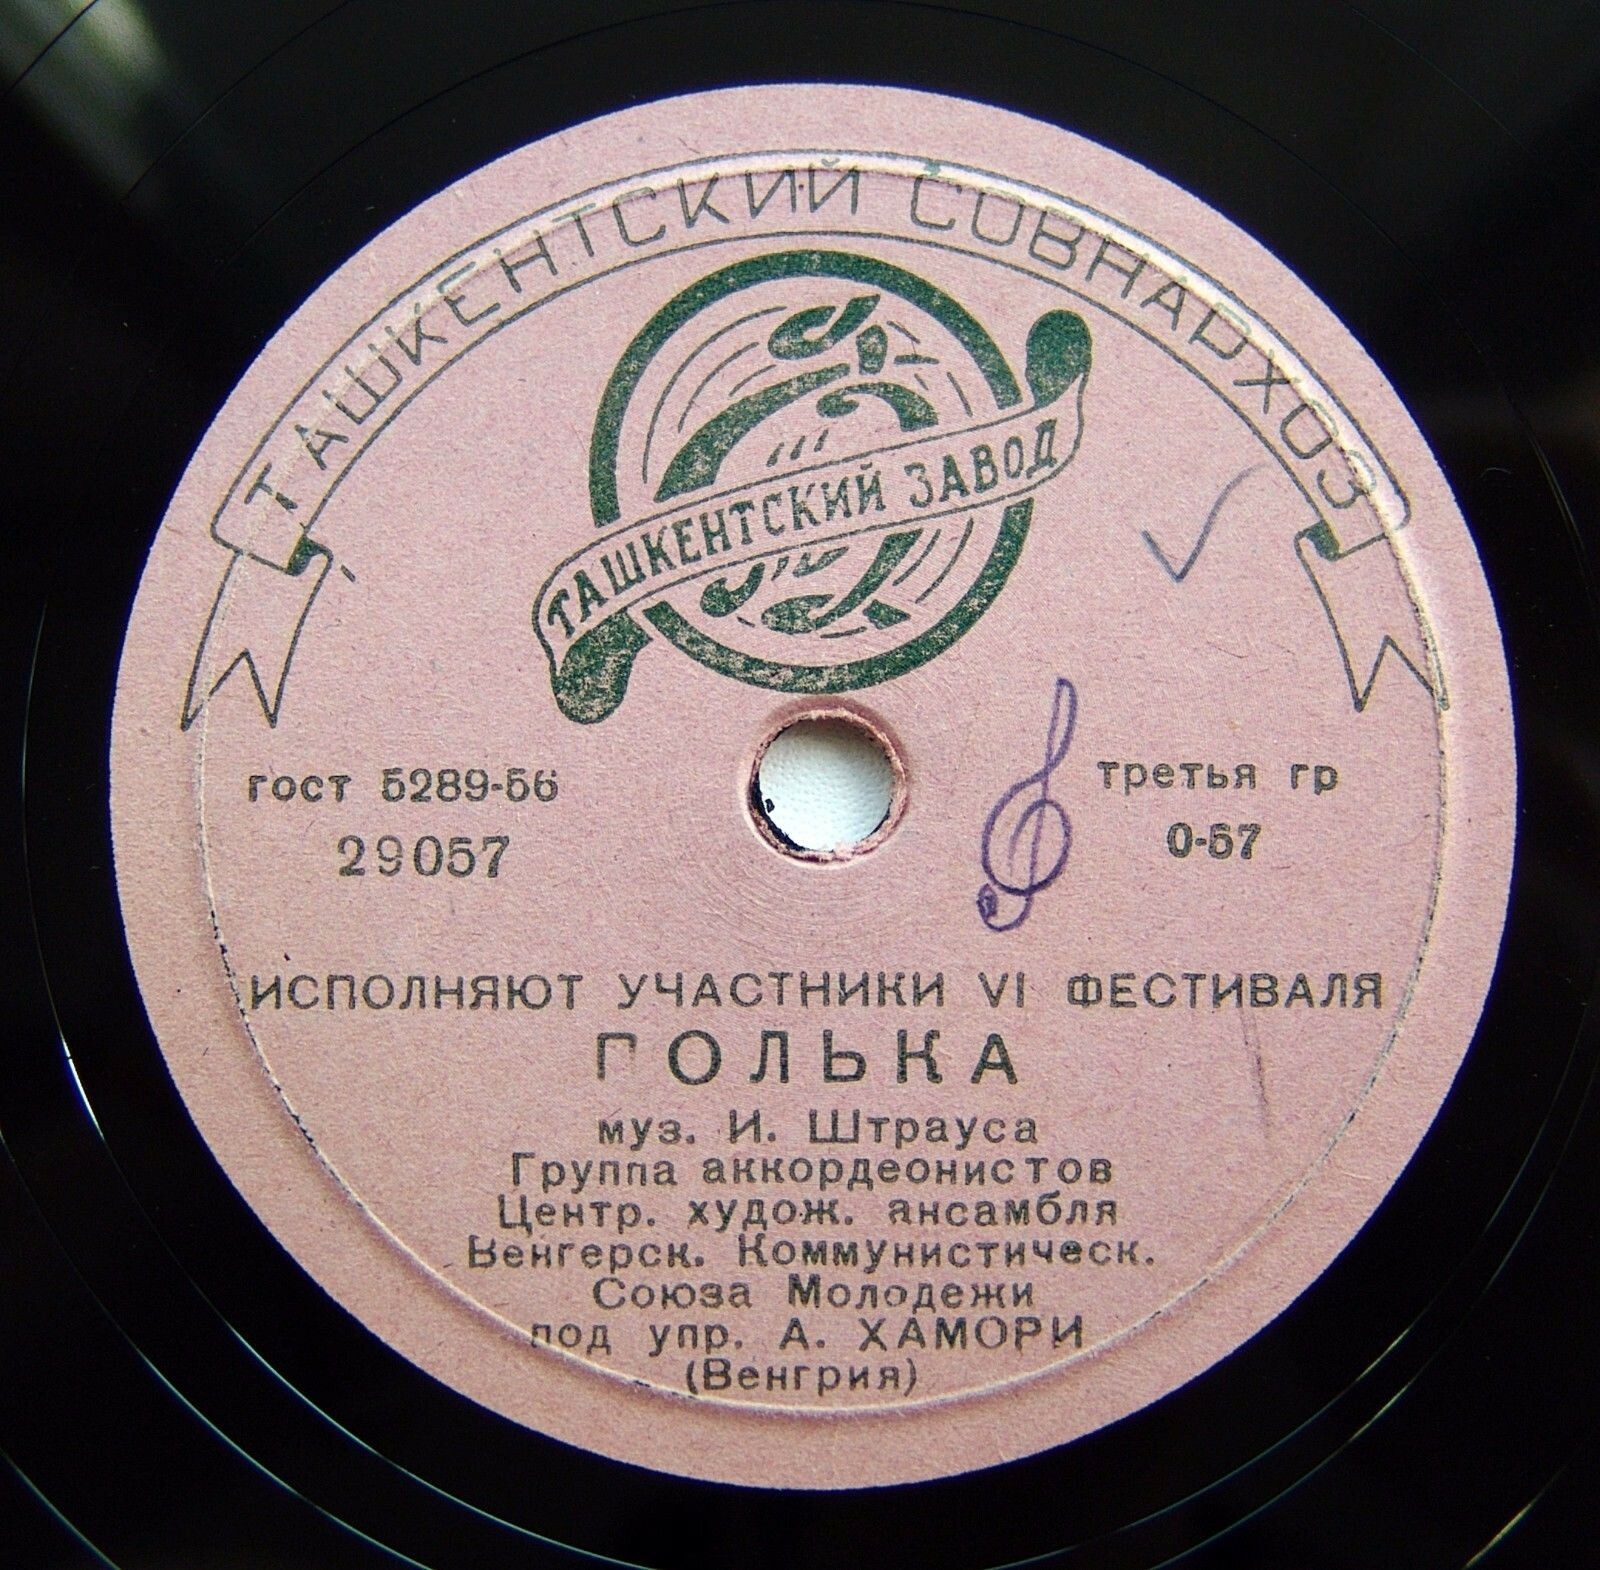 ТАШКЕНТСКИЙ СОВНАРХОЗ
ТАШКЕНТСКИЙ ЗАВОД
гост 5289-56
29057
третья гр
0-57
ИСПОЛНЯЮТ УЧАСТНИКИ VI ФЕСТИВАЛЯ
ПОЛЬКА
муз. И. Штрауса
Группа аккордеонистов
Центр. худож. ансамбля
Венгерск. Коммунистическ.
Союза Молодежи
под упр. А. ХАМОРИ
(Венгрия)